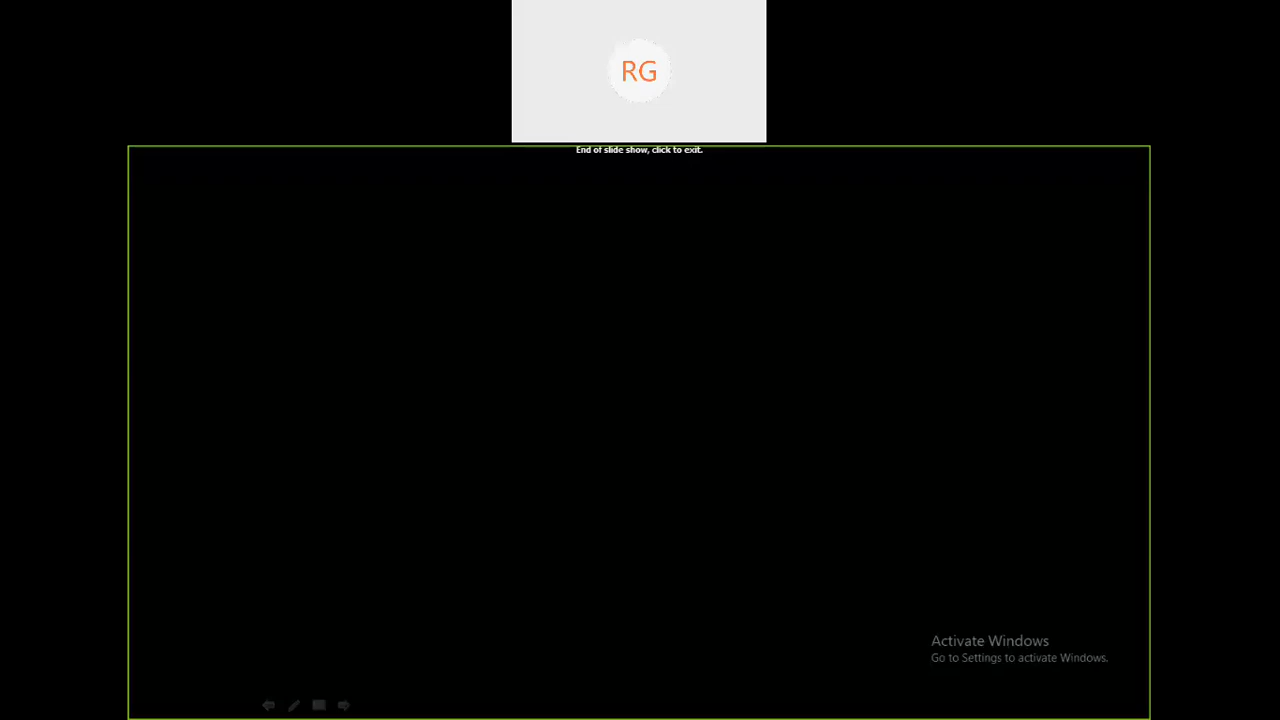 RG
End of slide show, click to exit.
Activate Windows
Go to Settings to activate Windows.